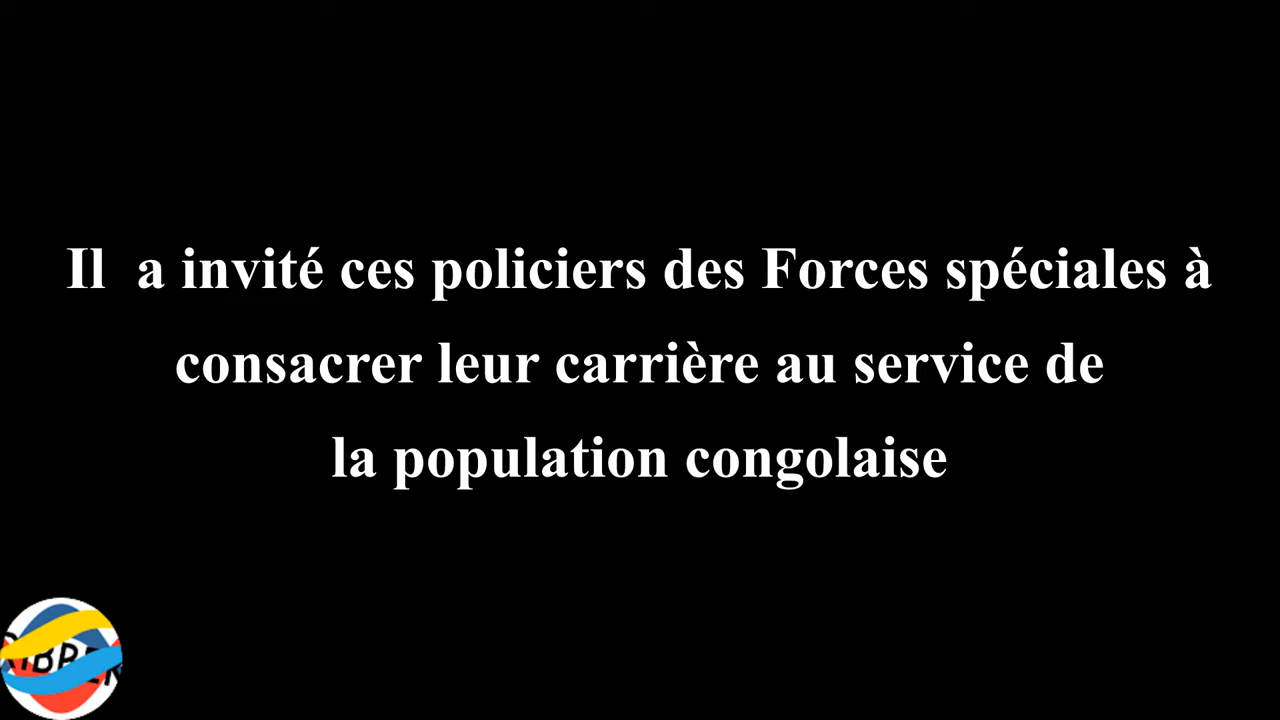 Il  a invité ces policiers des Forces spéciales à
consacrer leur carrière au service de
la population congolaise